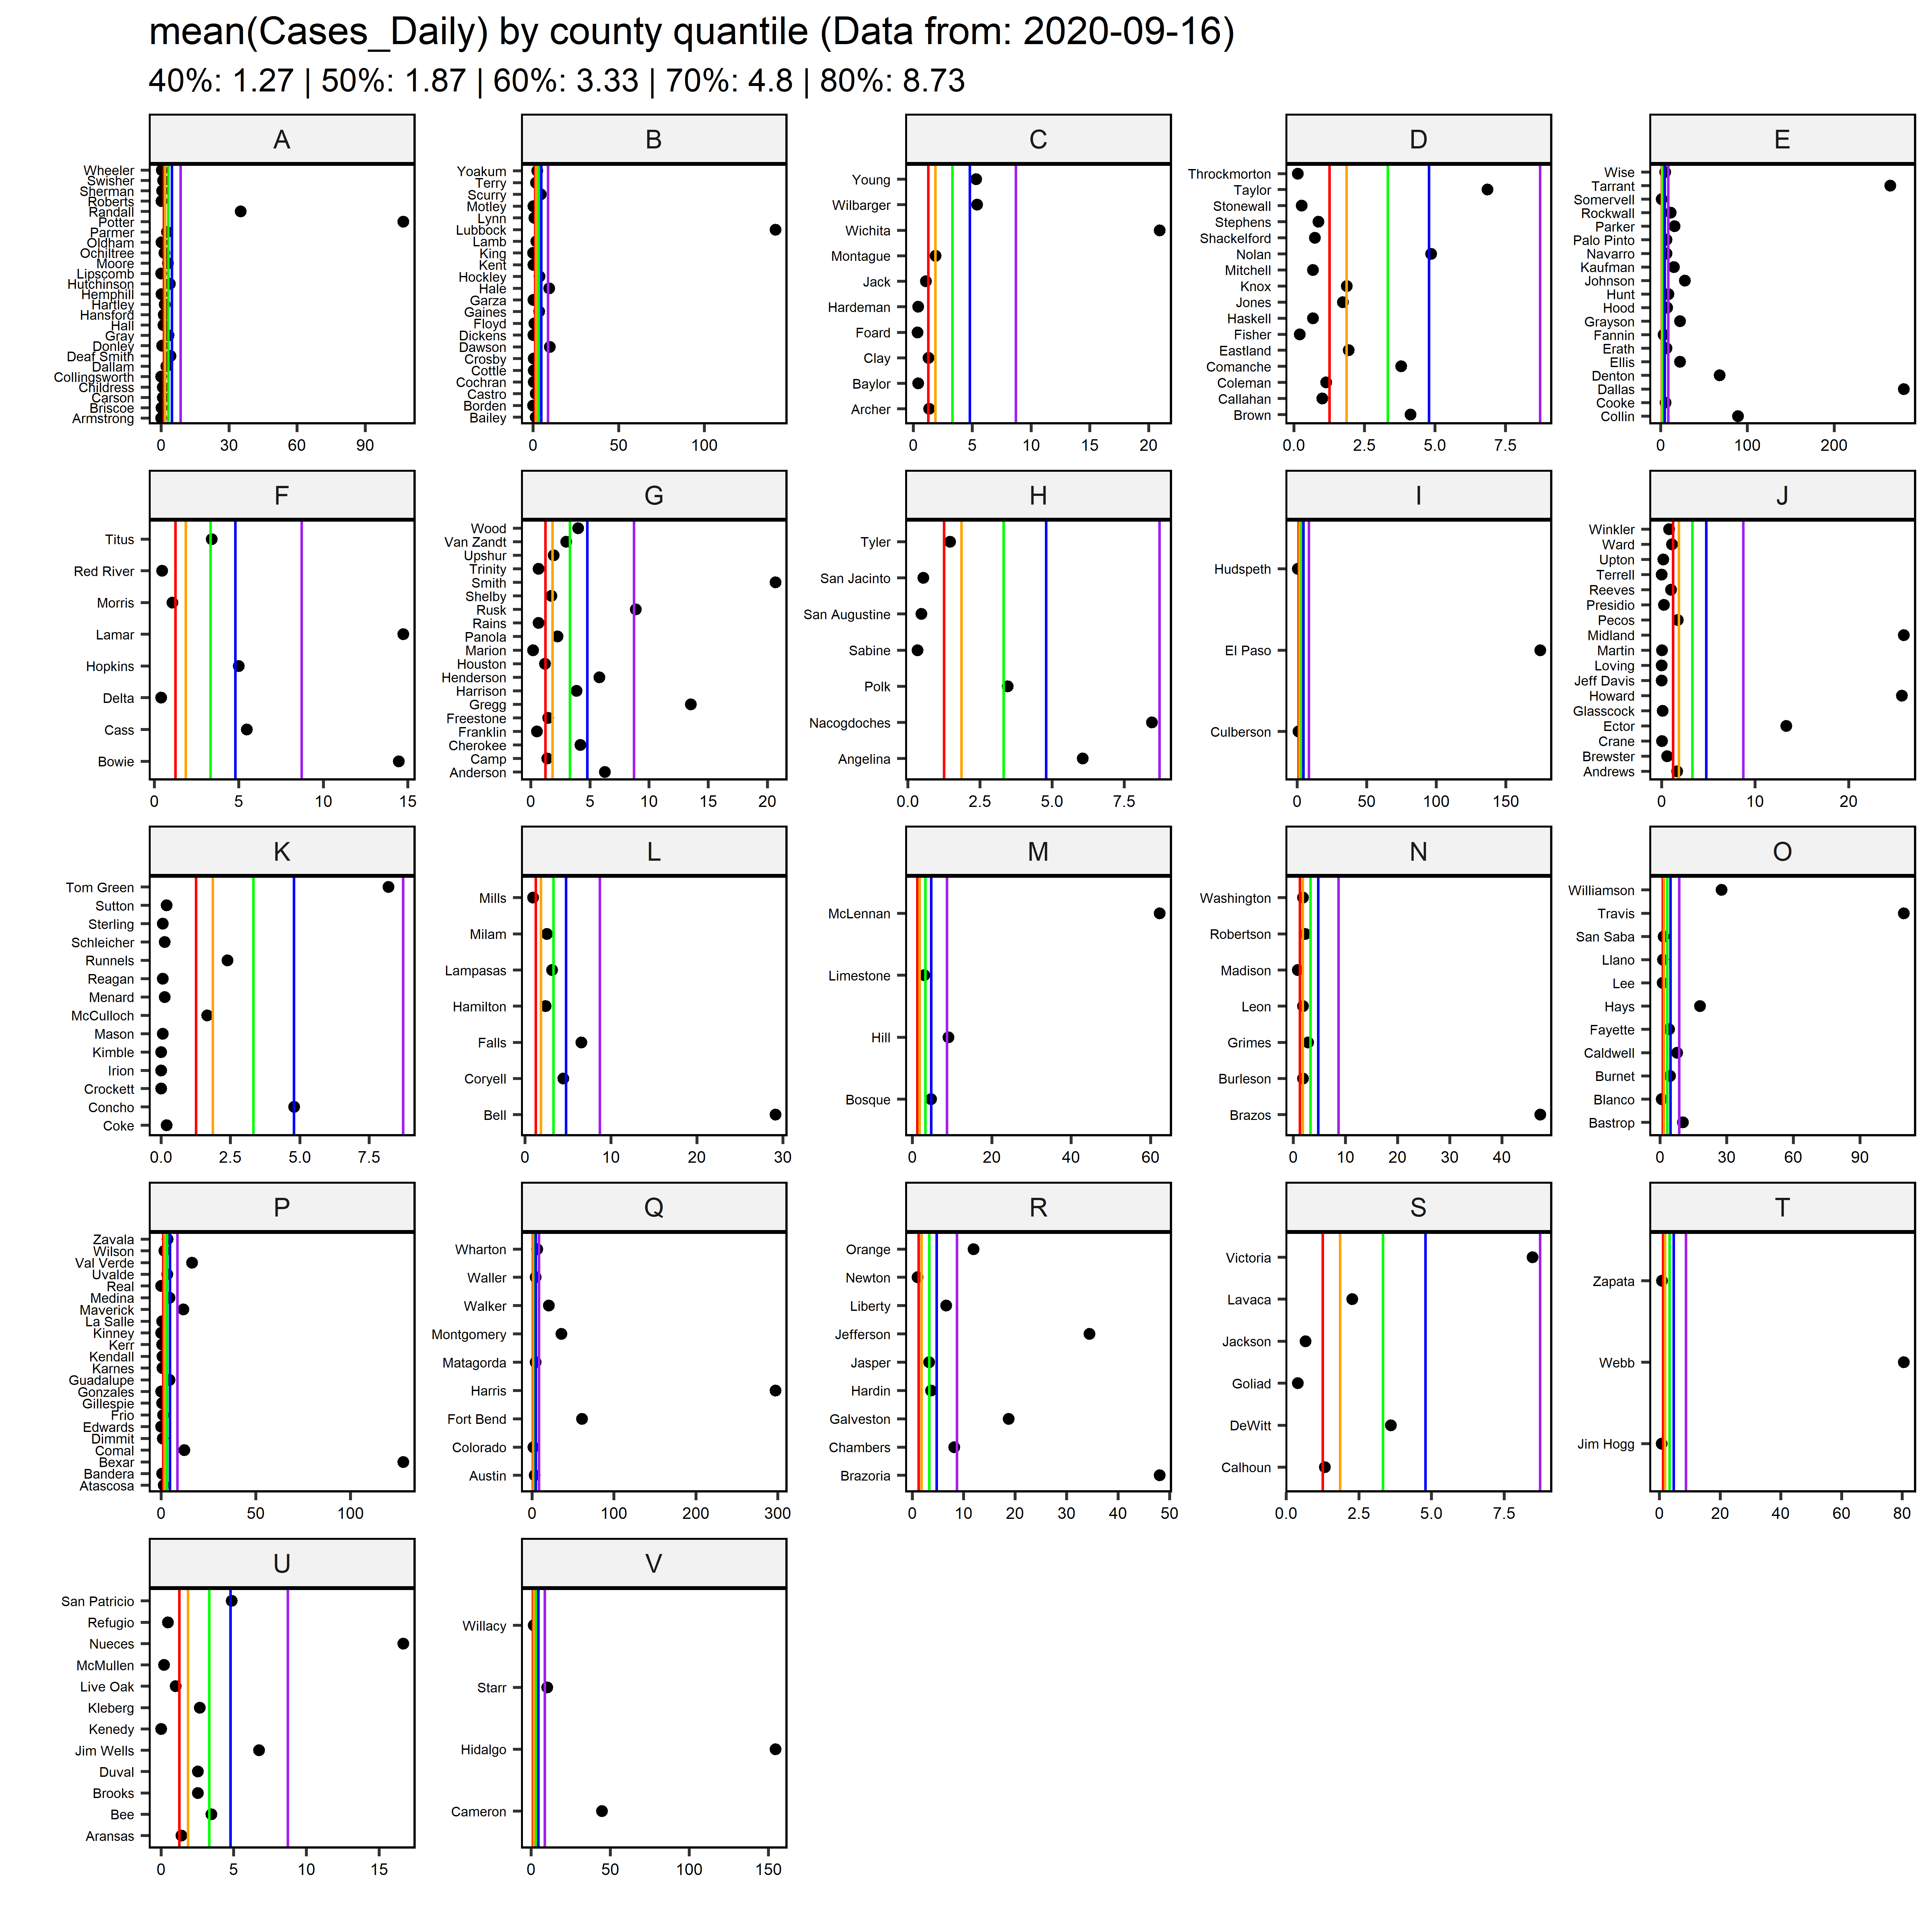 mean(Cases_Daily) by county quantile (Data from: 2020-09-16)
40%: 1.27 | 50%: 1.87 | 60%: 3.33 | 70%: 4.8 | 80%: 8.73
A
Wheeler
Swisher
Sherman
Roberts
Randall
Potter
Parmer
Oldham
Ochiltree
Moore
Lipscomb
Hutchinson
Hemphill
Hartley
Hansford
Hall
Gray
Donley
Deaf Smith
Dallam
Collingsworth
Childress
Carson
Briscoe
Armstrong
0 30 60 90
B
Yoakum
Terry
Scurry
Motley
Lynn
Lubbock
Lamb
King
Kent
Hockley
Hale
Garza
Gaines
Floyd
Dickens
Dawson
Crosby
Cottle
Cochran
Castro
Borden
Bailey
0 50 100
C
Young
Wilbarger
Wichita
Montague
Jack
Hardeman
Foard
Clay
Baylor
Archer
0 5 10 15 20
D
Throckmorton
Taylor
Stonewall
Stephens
Shackelford
Nolan
Mitchell
Knox
Jones
Haskell
Fisher
Eastland
Comanche
Coleman
Callahan
Brown
0.0 2.5 5.0 7.5
E
Wise
Tarrant
Somervell
Rockwall
Parker
Palo Pinto
Navarro
Kaufman
Johnson
Hunt
Hood
Grayson
Fannin
Erath
Ellis
Denton
Dallas
Cooke
Collin
0 100 200
F
Titus
Red River
Morris
Lamar
Hopkins
Delta
Cass
Bowie
0 5 10 15
G
Wood
Van Zandt
Upshur
Trinity
Smith
Shelby
Rusk
Rains
Panola
Marion
Houston
Henderson
Harrison
Gregg
Freestone
Franklin
Cherokee
Camp
Anderson
0 5 10 15 20
H
Tyler
San Jacinto
San Augustine
Sabine
Polk
Nacogdoches
Angelina
0.0 2.5 5.0 7.5
I
Hudspeth
El Paso
Culberson
0 50 100 150
J
Winkler
Ward
Upton
Terrell
Reeves
Presidio
Pecos
Midland
Martin
Loving
Jeff Davis
Howard
Glasscock
Ector
Crane
Brewster
Andrews
0 10 20
K
Tom Green
Sutton
Sterling
Schleicher
Runnels
Reagan
Menard
McCulloch
Mason
Kimble
Irion
Crockett
Concho
Coke
0.0 2.5 5.0 7.5
L
Mills
Milam
Lampasas
Hamilton
Falls
Coryell
Bell
0 10 20 30
M
McLennan
Limestone
Hill
Bosque
0 20 40 60
N
Washington
Robertson
Madison
Leon
Grimes
Burleson
Brazos
0 10 20 30 40
O
Williamson
Travis
San Saba
Llano
Lee
Hays
Fayette
Caldwell
Burnet
Blanco
Bastrop
0 30 60 90
P
Zavala
Wilson
Val Verde
Uvalde
Real
Medina
Maverick
La Salle
Kinney
Kerr
Kendall
Karnes
Guadalupe
Gonzales
Gillespie
Frio
Edwards
Dimmit
Comal
Bexar
Bandera
Atascosa
0 50 100
Q
Wharton
Waller
Walker
Montgomery
Matagorda
Harris
Fort Bend
Colorado
Austin
0 100 200 300
R
Orange
Newton
Liberty
Jefferson
Jasper
Hardin
Galveston
Chambers
Brazoria
0 10 20 30 40 50
S
Victoria
Lavaca
Jackson
Goliad
DeWitt
Calhoun
0.0 2.5 5.0 7.5
T
Zapata
Webb
Jim Hogg
0 20 40 60 80
U
San Patricio
Refugio
Nueces
McMullen
Live Oak
Kleberg
Kenedy
Jim Wells
Duval
Brooks
Bee
Aransas
0 5 10 15
V
Willacy
Starr
Hidalgo
Cameron
0 50 100 150